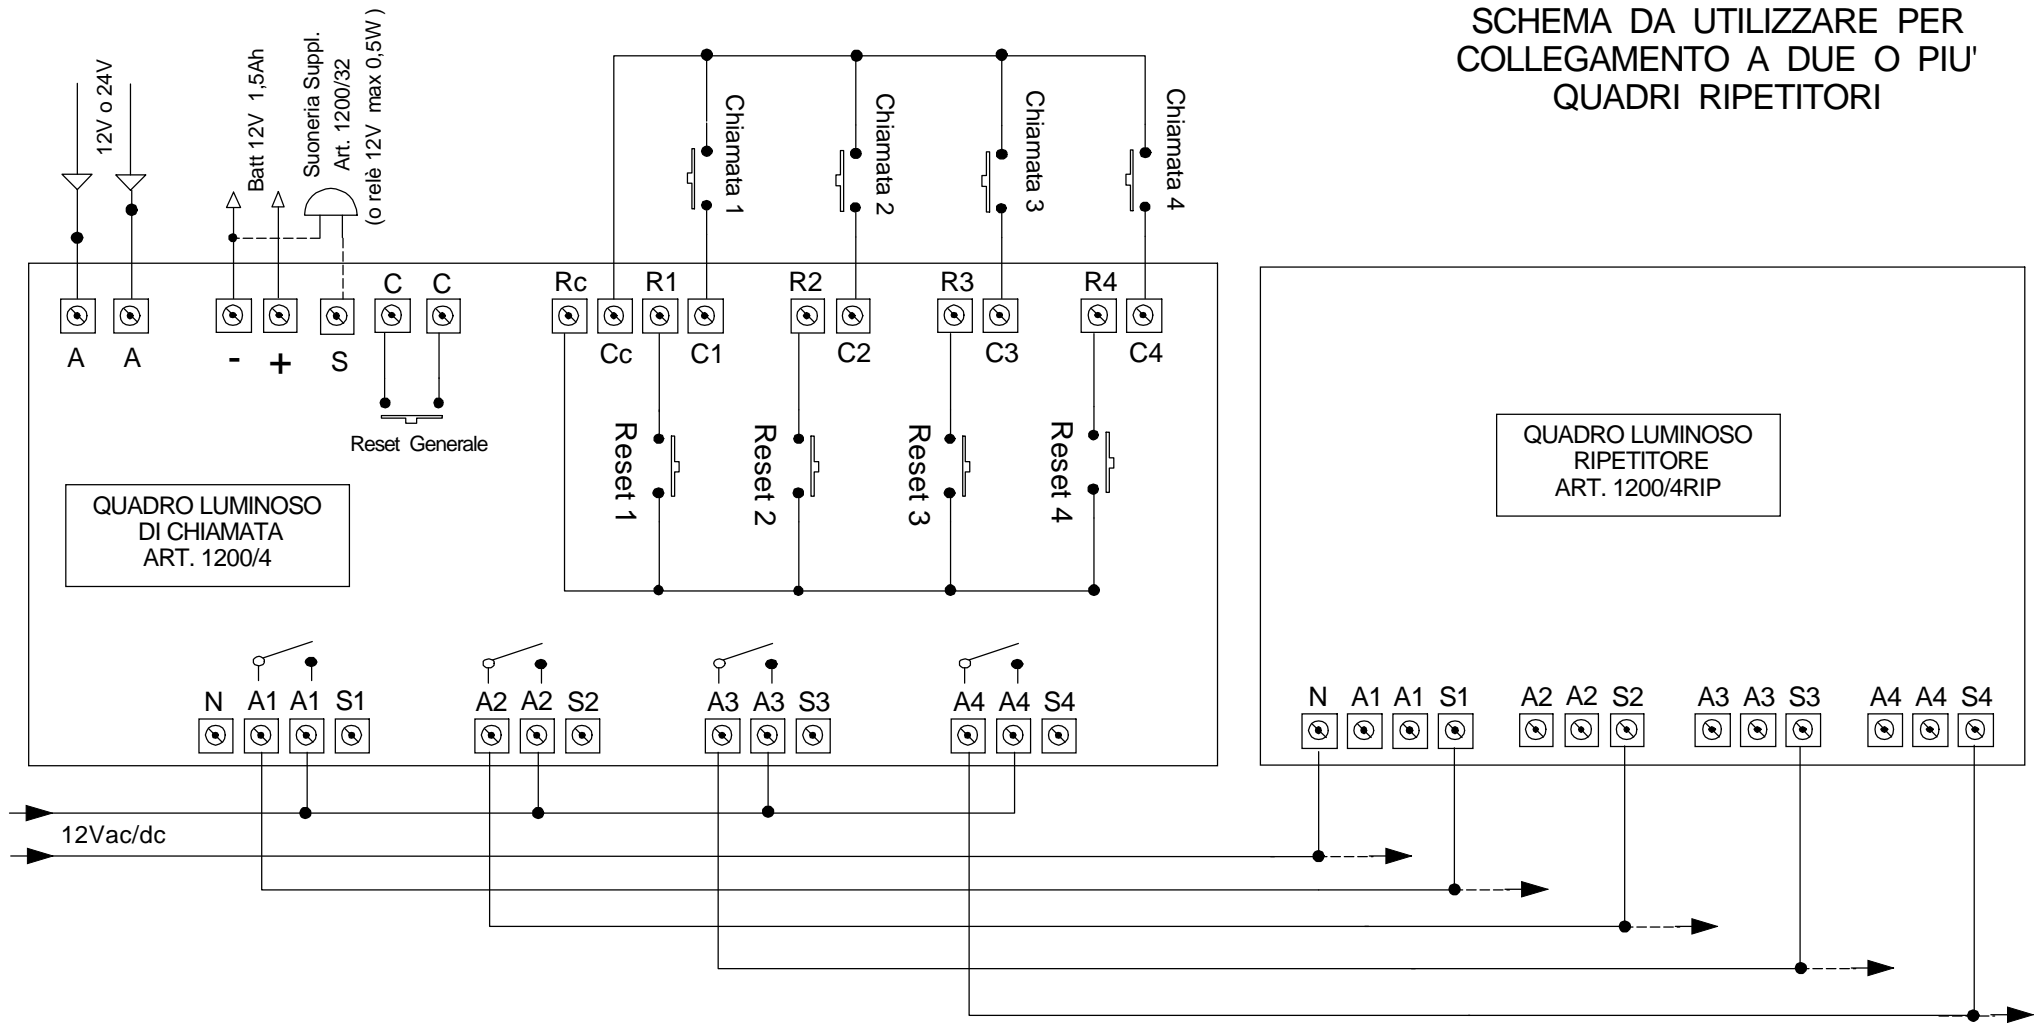 SCHEMA DA UTILIZZARE PER
COLLEGAMENTO A DUE O PIU'
QUADRI RIPETITORI
12V o 24V
Batt 12V 1,5Ah
Suoneria Suppl.
Art. 1200/32
(o relè 12V max 0,5W)
Chiamata 1
Chiamata 2
Chiamata 3
Chiamata 4
C C Rc R1 R2 R3 R4
A A - + S Cc C1 C2 C3 C4
Reset Generale
Reset 1
Reset 2
Reset 3
Reset 4
QUADRO LUMINOSO
DI CHIAMATA
ART. 1200/4
QUADRO LUMINOSO
RIPETITORE
ART. 1200/4RIP
N A1 A1 S1 A2 A2 S2 A3 A3 S3 A4 A4 S4
N A1 A1 S1 A2 A2 S2 A3 A3 S3 A4 A4 S4
12Vac/dc